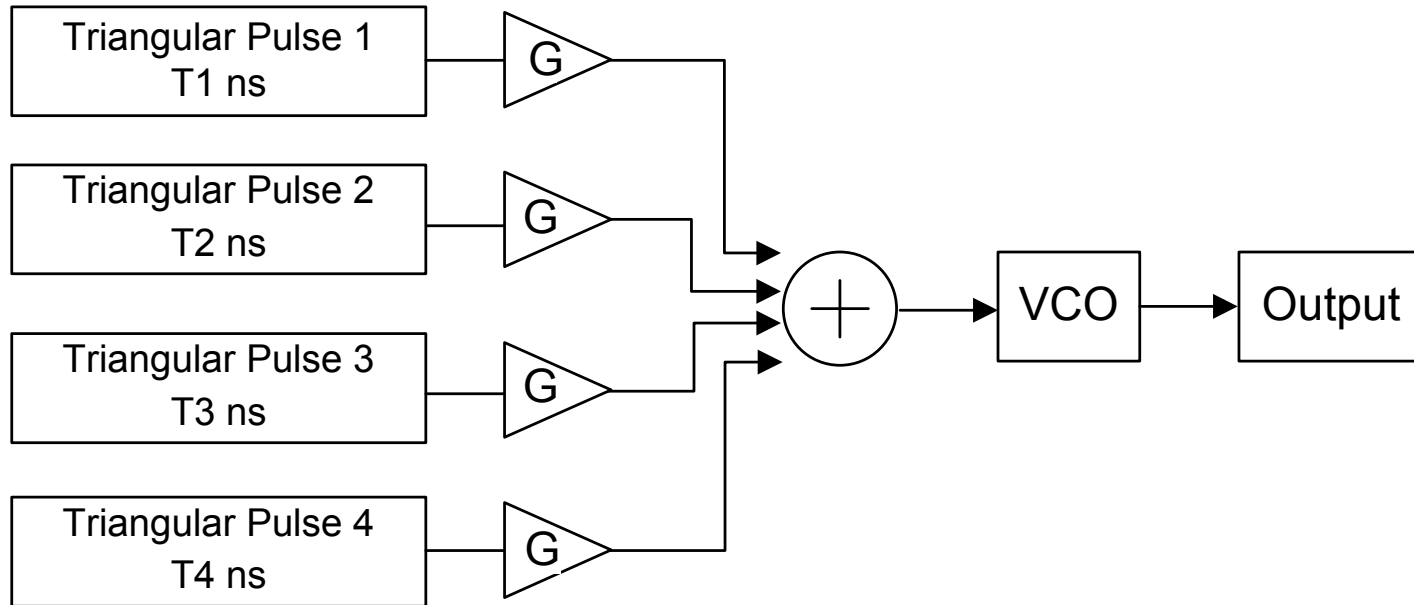 Triangular Pulse 1
T1 ns
G
Triangular Pulse 2
T2 ns
G
Triangular Pulse 3
T3 ns
G
Triangular Pulse 4
T4 ns
G
VCO
Output